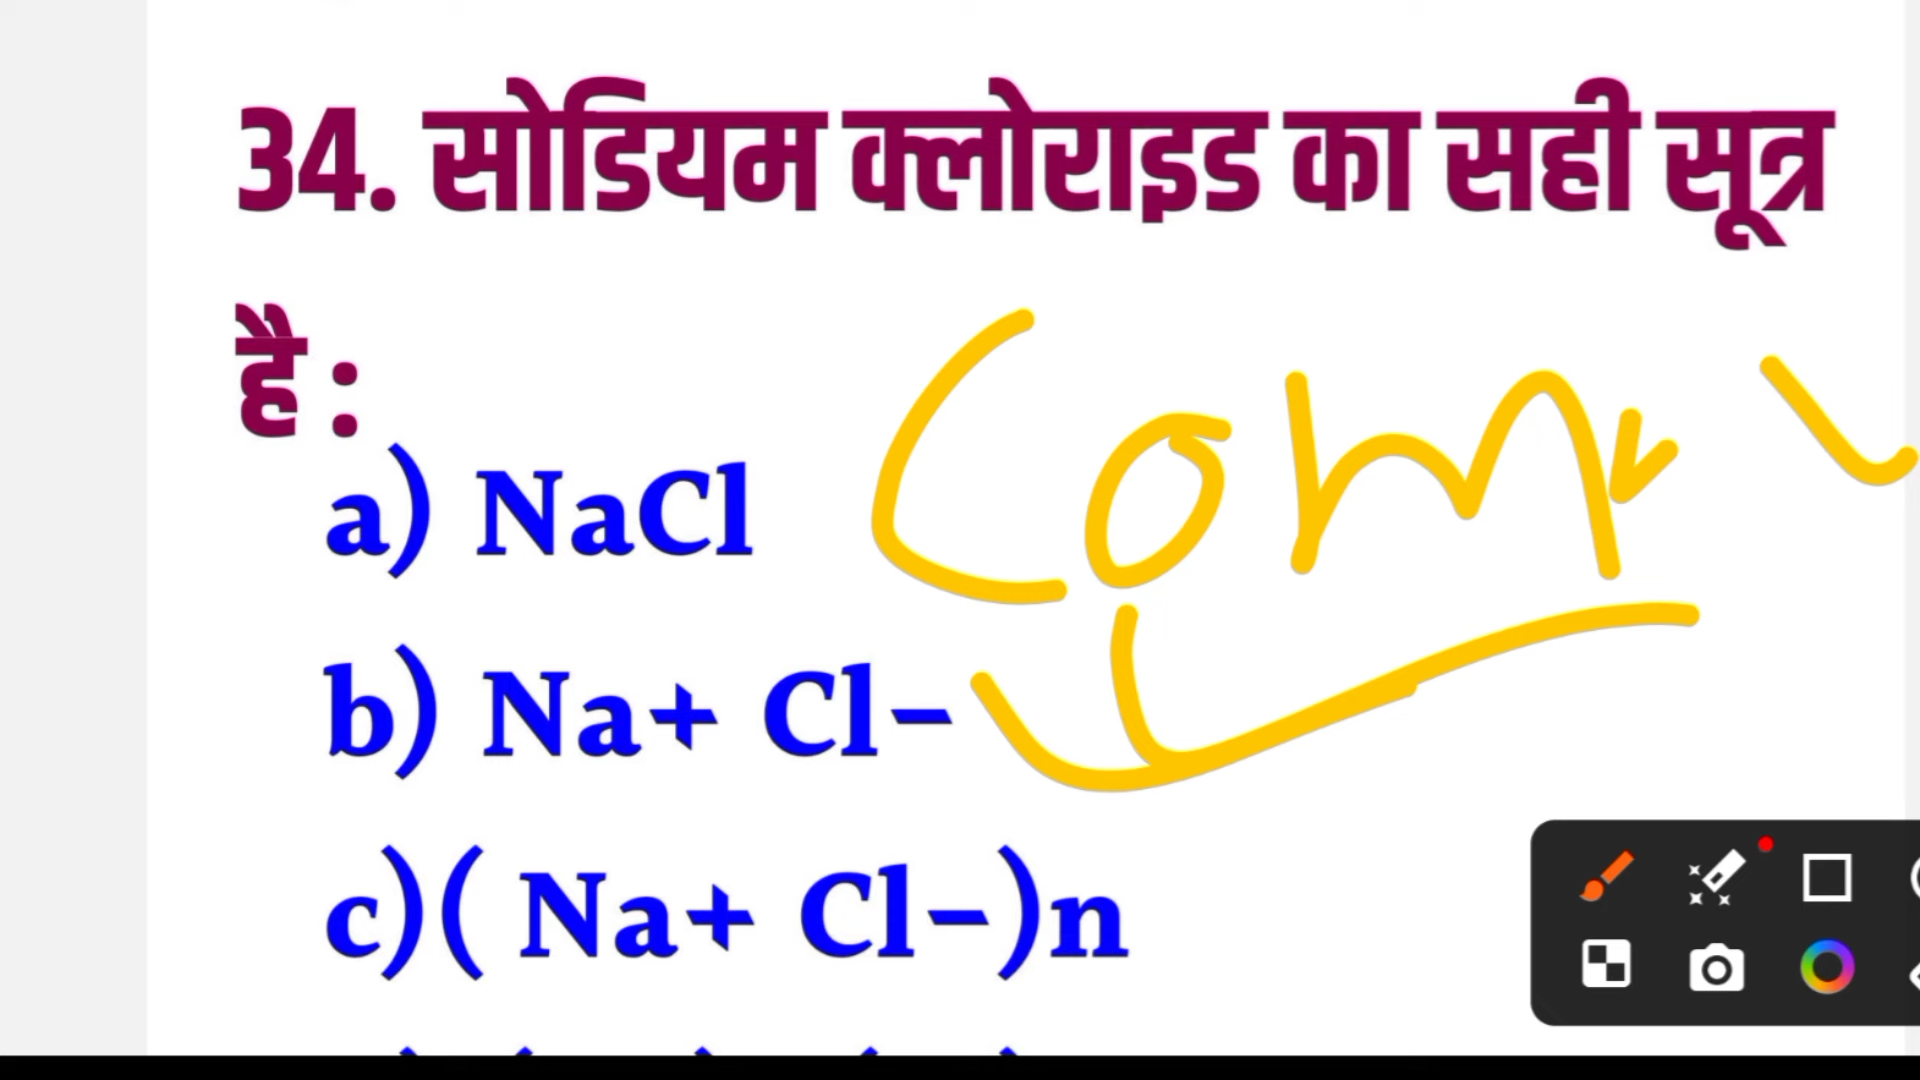 34. सोडियम क्लोराइड का सही सूत्र
है :
a) NaCl
Com
b) Na+ Cl-
c)( Na+ Cl-)n